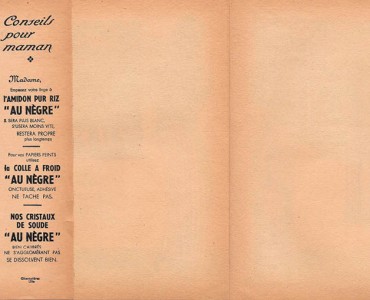 Conseils
pour
maman
Madame,
Empesez votre linge à
l'AMIDON PUR RIZ
"AU NÈGRE"
IL SERA PLUS BLANC,
S'USERA MOINS VITE,
RESTERA PROPRE
plus longtemps
Pour vos PAPIERS PEINTS
utilisez
la COLLE A FROID
"AU NÈGRE"
ONCTUEUSE, ADHÉSIVE
NE TACHE PAS.
NOS CRISTAUX
DE SOUDE
"AU NÈGRE"
BIEN CALIBRÉS
NE S'AGGLOMÉRANT PAS
SE DISSOLVENT BIEN.